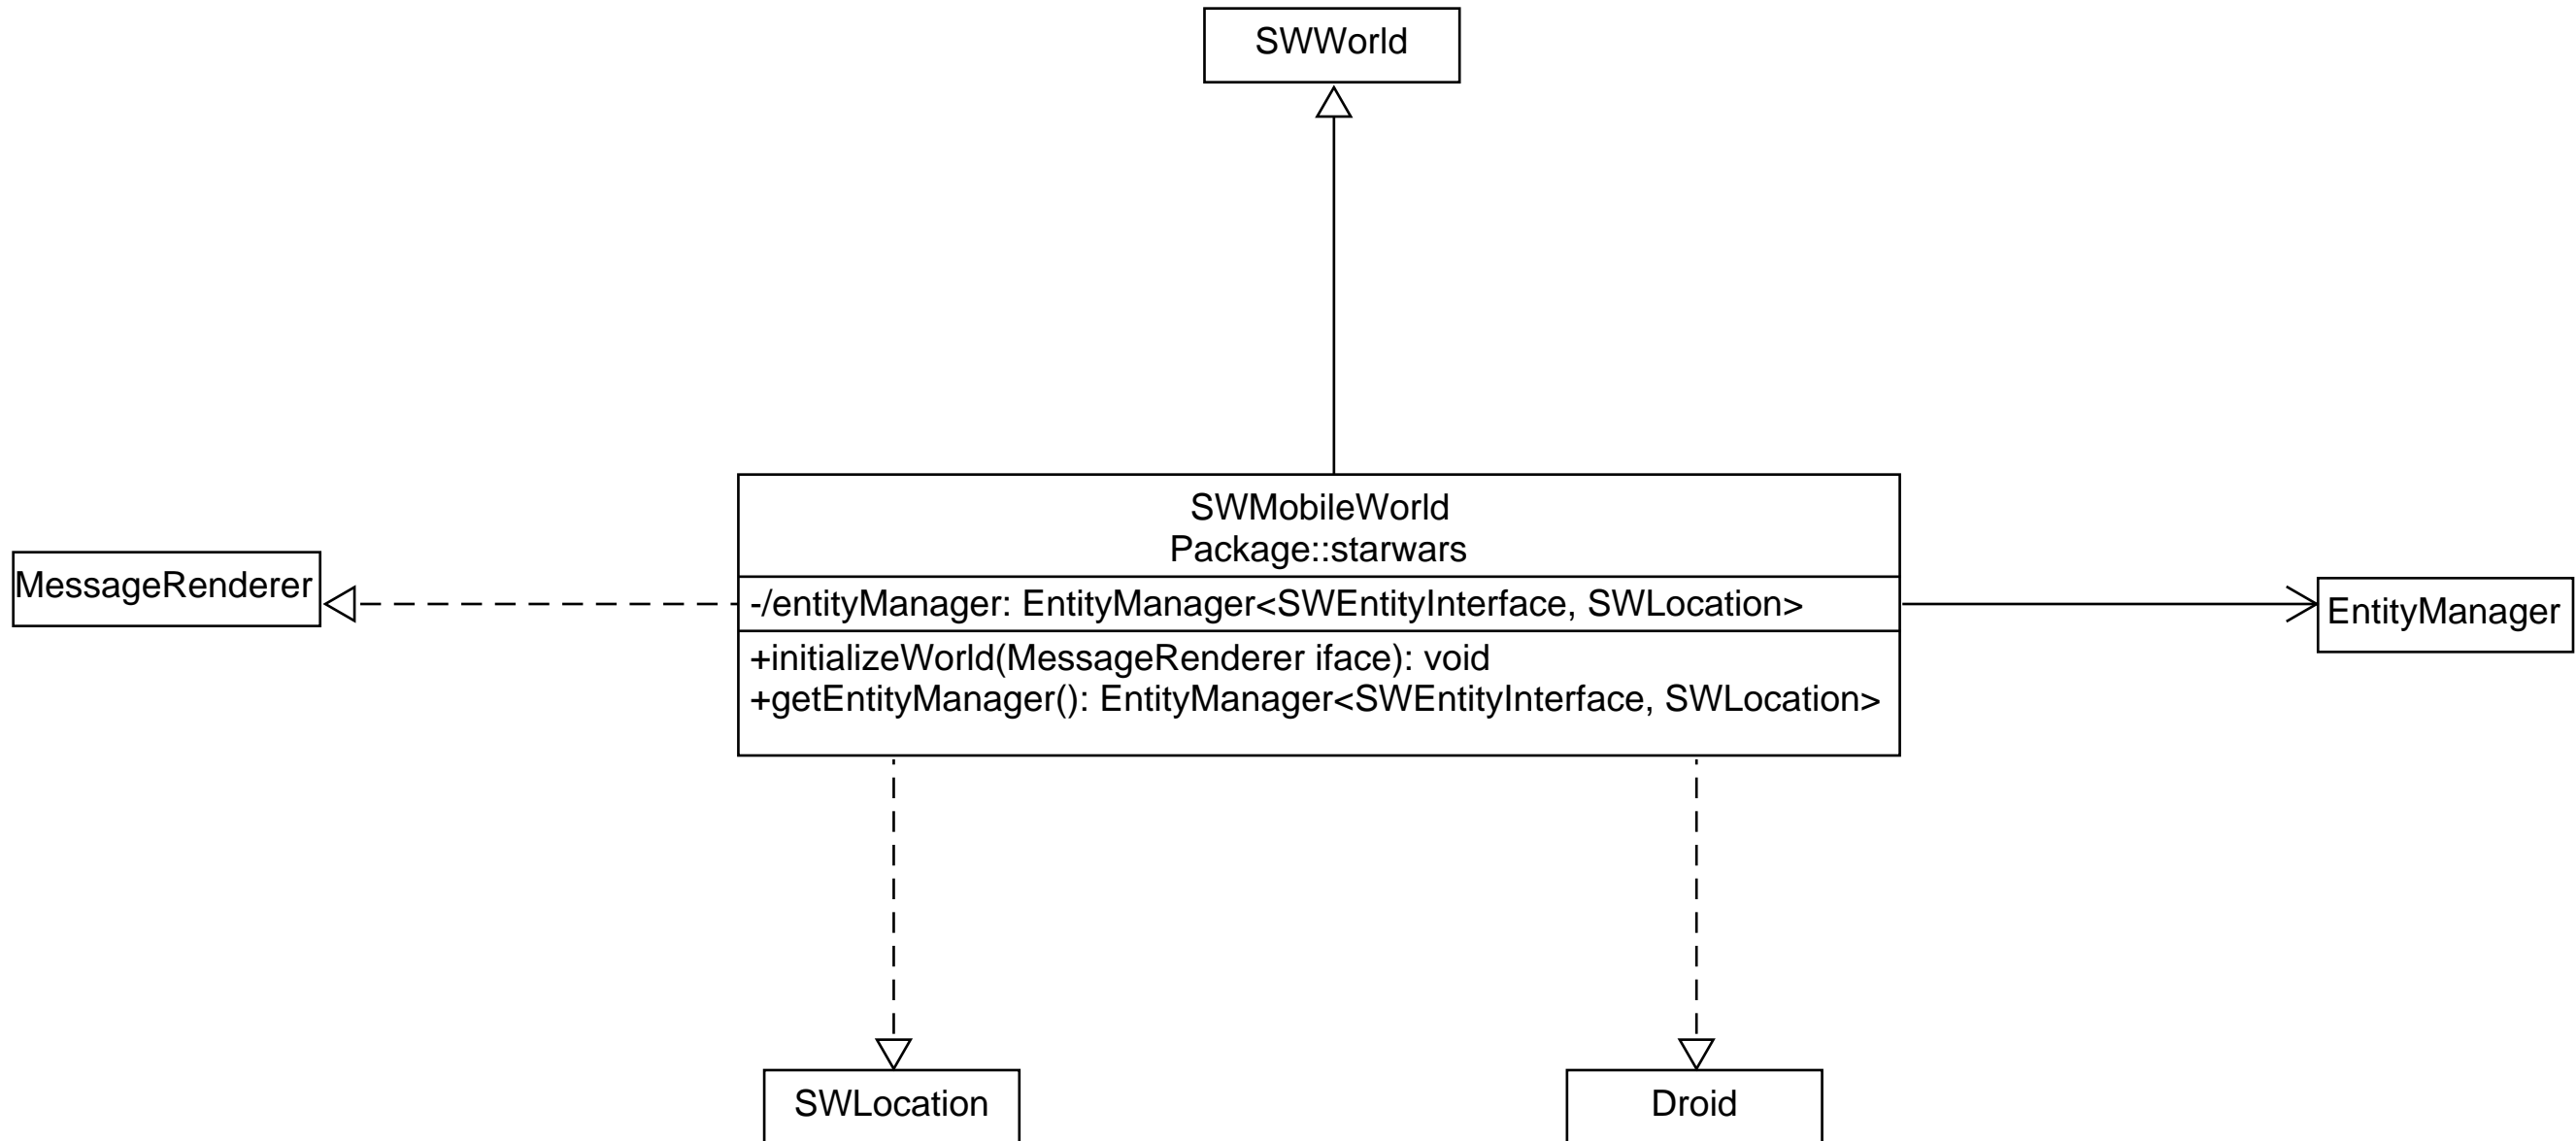 SWWorld
SWMobileWorld
Package::starwars
MessageRenderer
-/entityManager: EntityManager<SWEntityInterface, SWLocation>
EntityManager
+initializeWorld(MessageRenderer iface): void
+getEntityManager(): EntityManager<SWEntityInterface, SWLocation>
SWLocation
Droid